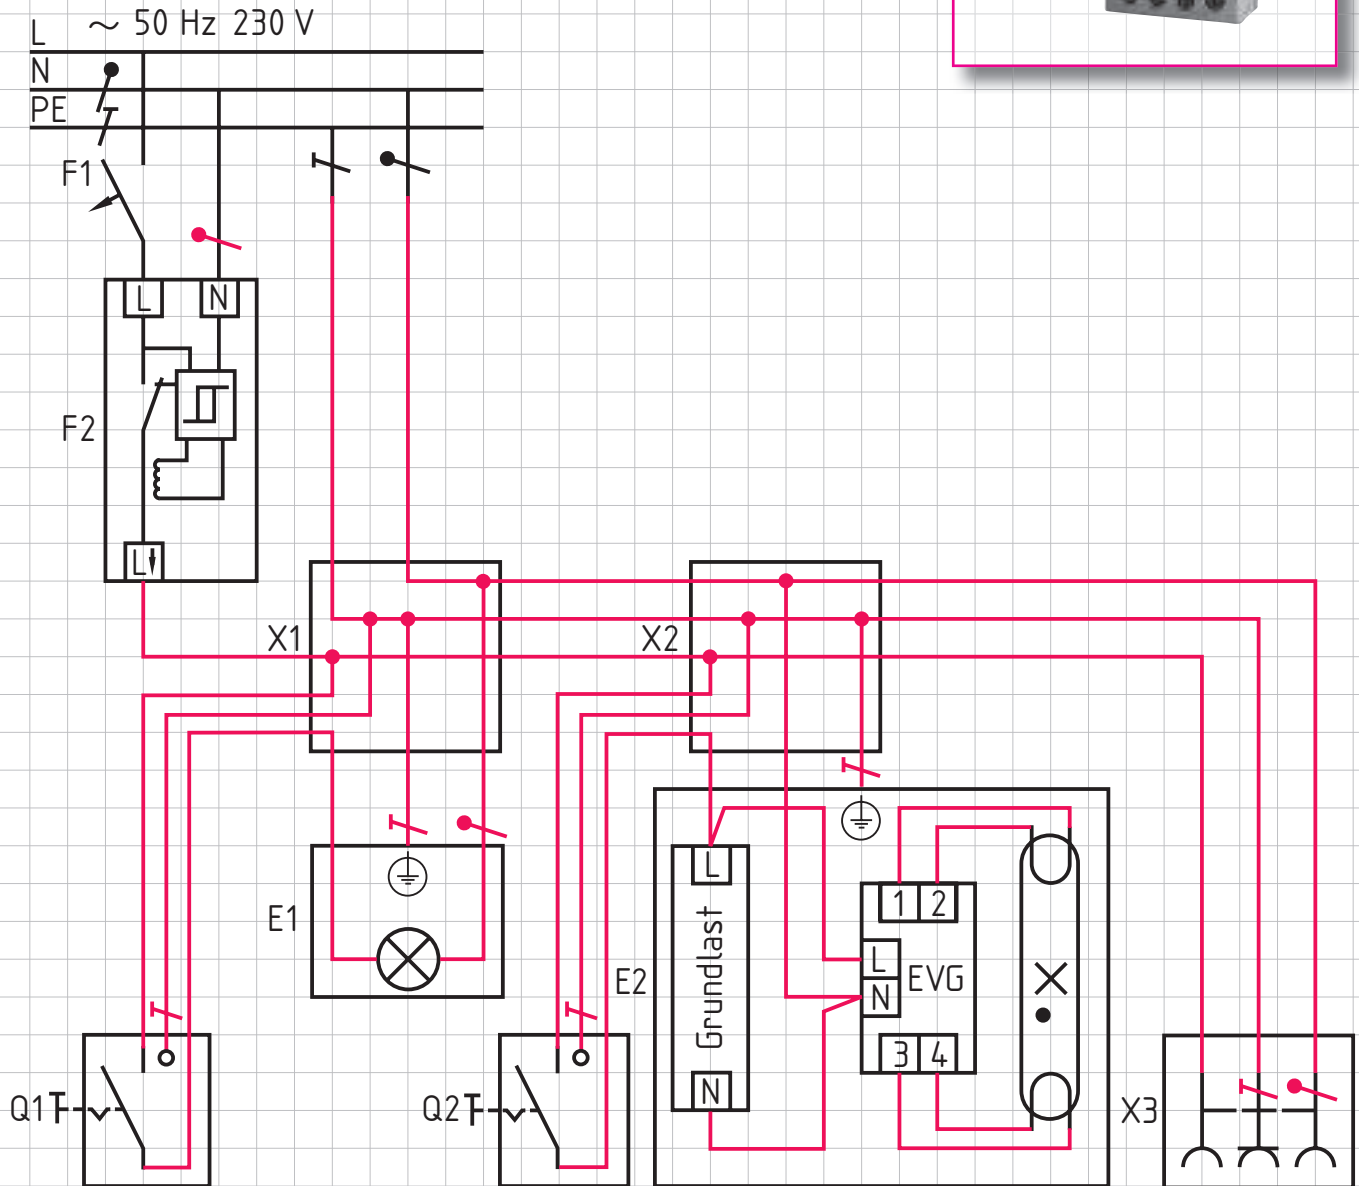 L ~ 50 Hz 230 V
N
PE
F1
L N
F2
L
X1 X2
E1
L
1 2
E2 Grundlast
L
N EVG
3 4
N
Q1 Q2 X3